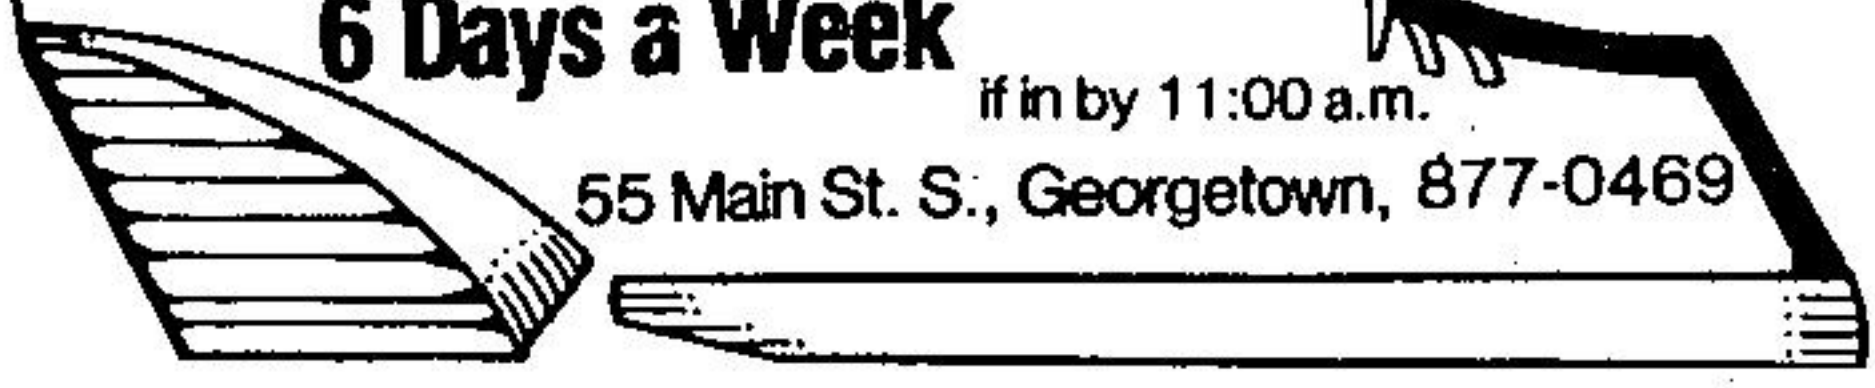 6 Days a Week
if in by 11:00 a.m.
55 Main St. S., Georgetown, 877-0469